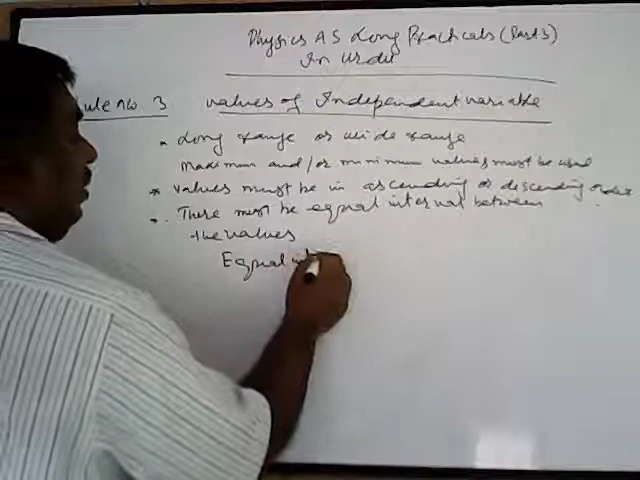 Physics AS Long Practicals (Part 3)
In Urdu
ule no. 3 values of Independent variable
Long range or wide range
maximum and/or minimum values must be used
* values must be in ascending or descending order
*. There must be equal interval between
the values
Equal